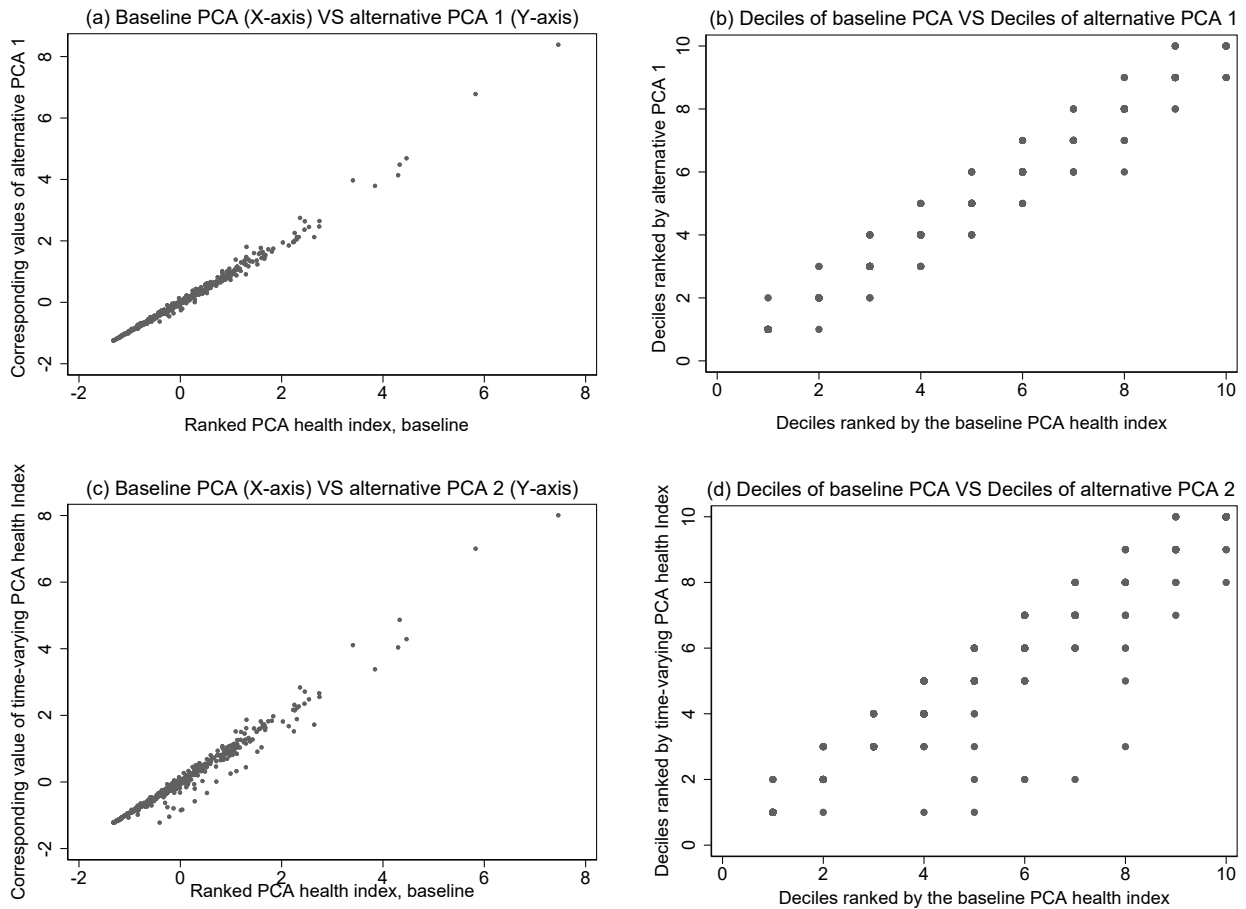 (a) Baseline PCA (X-axis) VS alternative PCA 1 (Y-axis)
Corresponding values of alternative PCA 1
8
6
4
2
0
-2
-2 0 2 4 6 8
Ranked PCA health index, baseline
(b) Deciles of baseline PCA VS Deciles of alternative PCA 1
Deciles ranked by alternative PCA 1
10
8
6
4
2
0
0 2 4 6 8 10
Deciles ranked by the baseline PCA health index
(c) Baseline PCA (X-axis) VS alternative PCA 2 (Y-axis)
Corresponding value of time-varying PCA health Index
8
6
4
2
0
-2
-2 0 2 4 6 8
Ranked PCA health index, baseline
(d) Deciles of baseline PCA VS Deciles of alternative PCA 2
Deciles ranked by time-varying PCA health Index
10
8
6
4
2
0
0 2 4 6 8 10
Deciles ranked by the baseline PCA health index